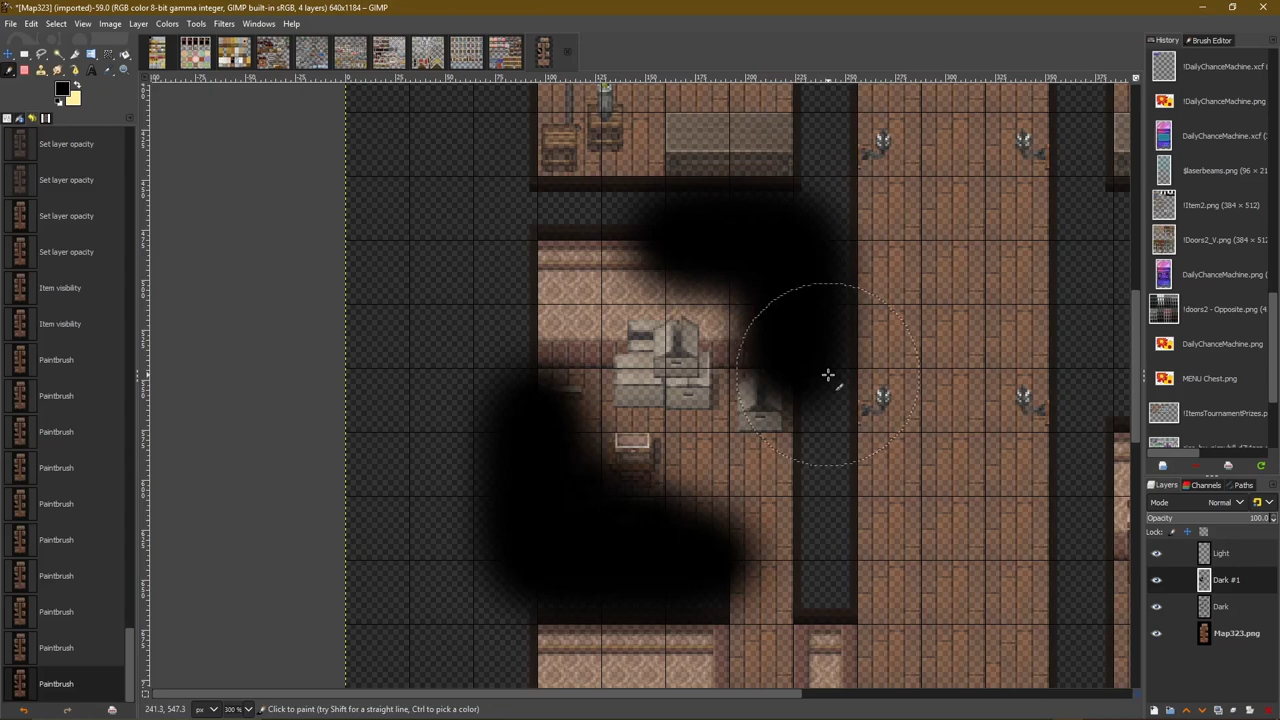 *[Map323] (imported)-59.0 (RGB color 8-bit gamma integer, GIMP built-in sRGB, 4 layers) 640x1184 – GIMP
File Edit Select View Image Layer Colors Tools Filters Windows Help
History Brush Editor
!DailyChanceMachine.xcf
!DailyChanceMachine.png
DailyChanceMachine.xcf
$laserbeams.png (96 × 21
!Item2.png (384 × 512)
!Doors2_V.png (384 × 512
DailyChanceMachine.png
!doors2 - Opposite.png (4
DailyChanceMachine.png
MENU Chest.png
!ItemsTournamentPrizes.p
Set layer opacity
Set layer opacity
Set layer opacity
Set layer opacity
Item visibility
Item visibility
Paintbrush
Paintbrush
Paintbrush
Paintbrush
Paintbrush
Paintbrush
Paintbrush
Paintbrush
Paintbrush
Paintbrush
Layers Channels Paths
Mode Normal
Opacity 100.0
Lock:
Light
Dark #1
Dark
Map323.png
241.3, 547.3 px 300 % Click to paint (try Shift for a straight line, Ctrl to pick a color)